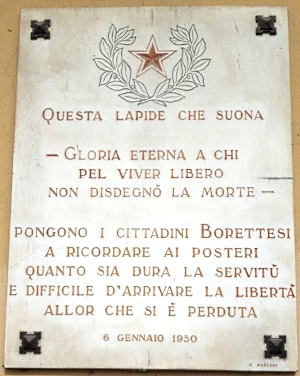 QUESTA LAPIDE CHE SUONA
– GLORIA ETERNA A CHI
PEL VIVER LIBERO
NON DISDEGNÒ LA MORTE –
PONGONO I CITTADINI BORETTESI
A RICORDARE AI POSTERI
QUANTO SIA DURA LA SERVITÙ
E DIFFICILE D'ARRIVARE LA LIBERTÀ
ALLOR CHE SI È PERDUTA
6 GENNAIO 1950